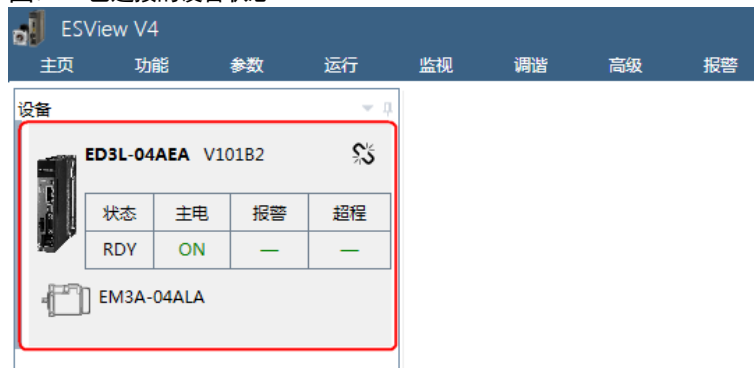 ESView V4
主页 功能 参数 运行 监视 调谐 高级 报警
设备
ED3L-04AEA V101B2
状态 主电 报警 超程
RDY ON — —
EM3A-04ALA